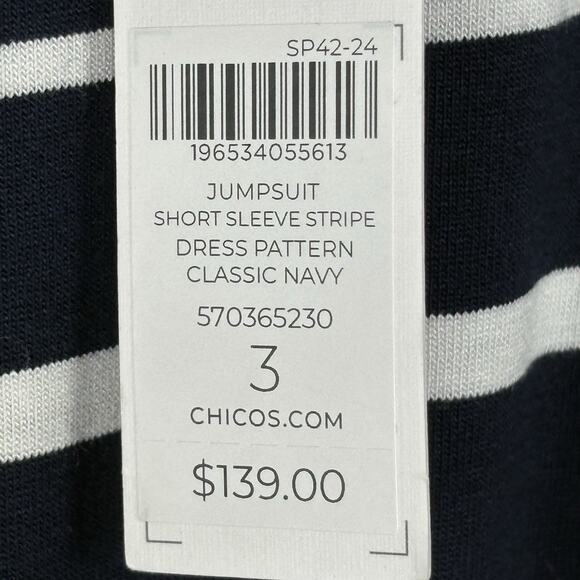 SP42-24
196534055613
JUMPSUIT
SHORT SLEEVE STRIPE
DRESS PATTERN
CLASSIC NAVY
570365230
3
CHICOS.COM
$139.00